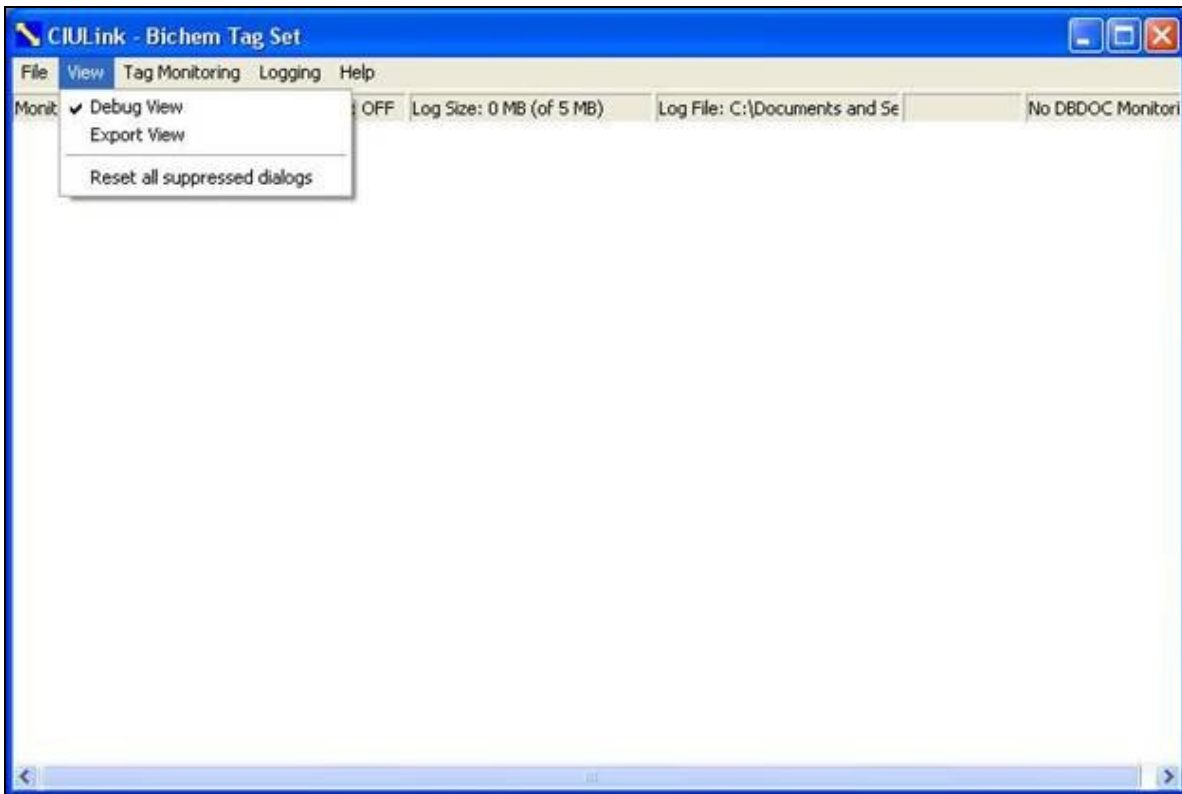 CIULink - Bichem Tag Set
File View Tag Monitoring Logging Help
Monit : OFF Log Size: 0 MB (of 5 MB) Log File: C:\Documents and Se No DBDOC Monitori
Debug View
Export View
Reset all suppressed dialogs